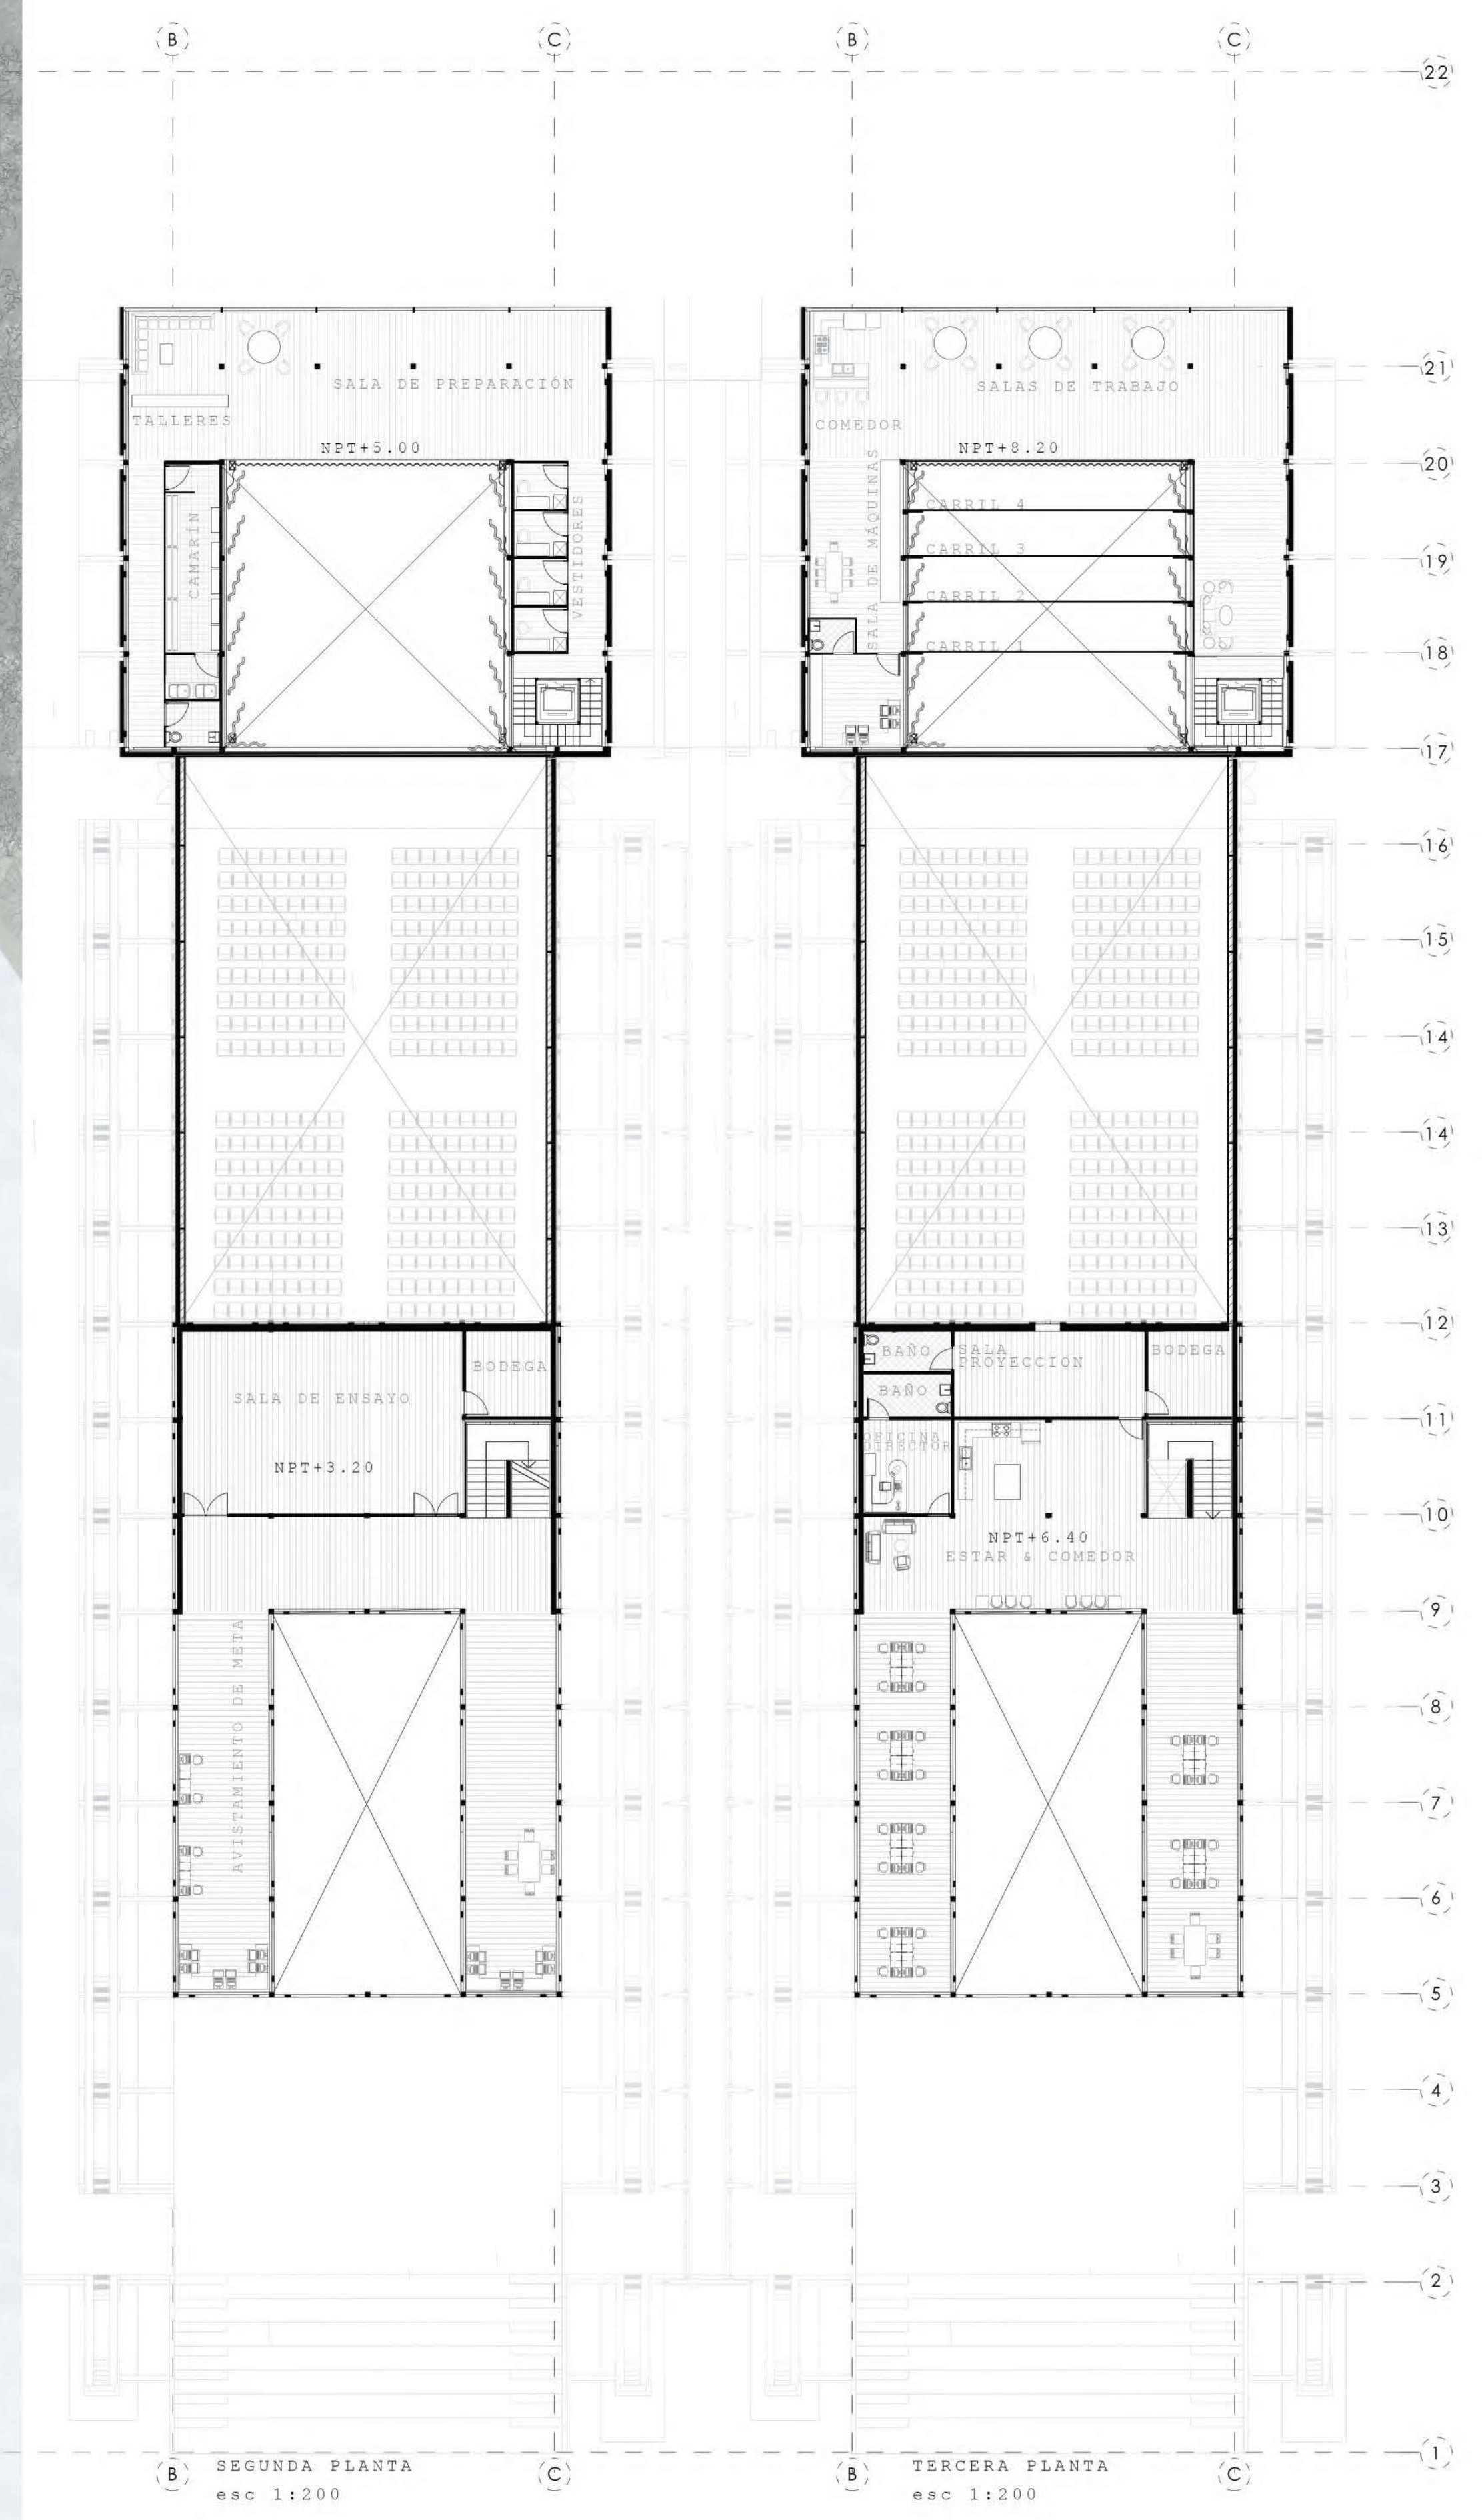 B
C
B
C
22
21
SALA DE PREPARACIÓN
TALLERES
NPT+5.00
CAMARÍN
VESTIDORES
SALAS DE TRABAJO
COMEDOR
NPT+8.20
SALA DE MÁQUINAS
CARRIL 4
CARRIL 3
CARRIL 2
CARRIL 1
20
19
18
17
16
15
14
14
13
12
SALA DE ENSAYO
BODEGA
NPT+3.20
BAÑO
SALA
PROYECCION
BODEGA
BAÑO
OFICINA
DIRECTOR
11
10
NPT+6.40
ESTAR & COMEDOR
9
AVISTAMIENTO DE META
8
7
6
5
4
3
2
1
B
SEGUNDA PLANTA
esc 1:200
C
B
TERCERA PLANTA
esc 1:200
C